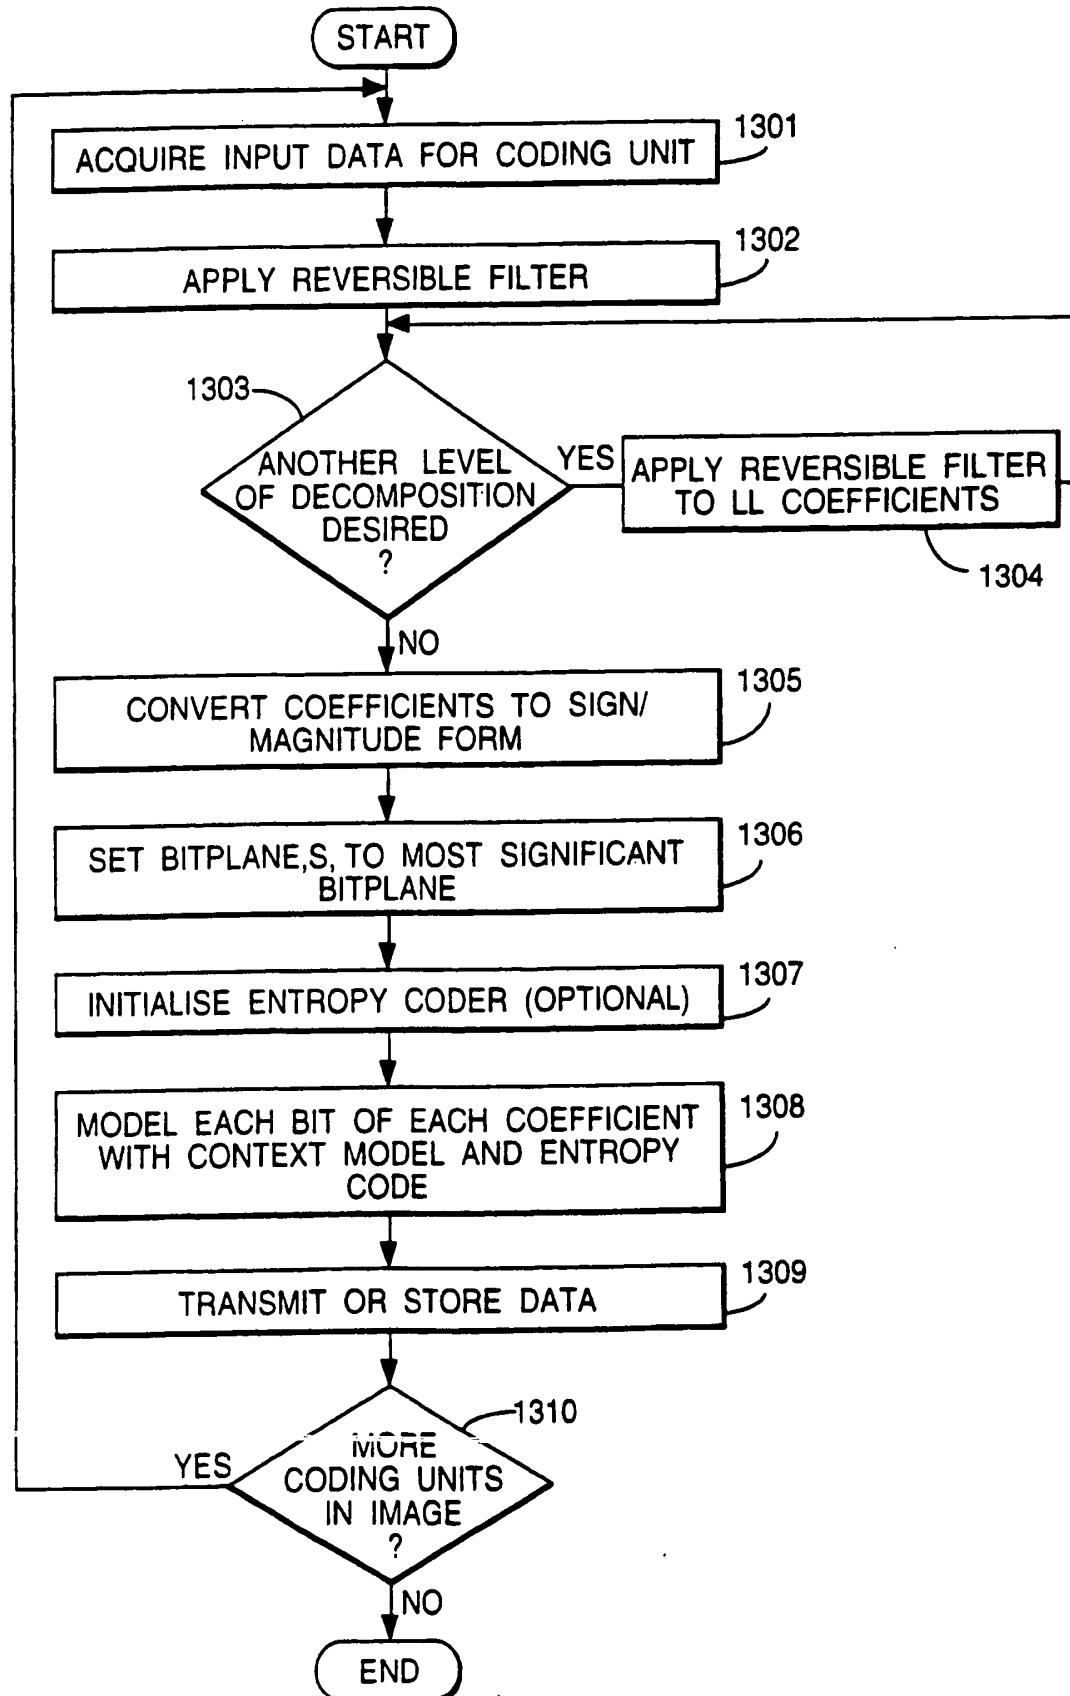 START
1301
ACQUIRE INPUT DATA FOR CODING UNIT
1302
APPLY REVERSIBLE FILTER
1303
ANOTHER LEVEL
OF DECOMPOSITION
DESIRED
?
YES
APPLY REVERSIBLE FILTER
TO LL COEFFICIENTS
1304
NO
1305
CONVERT COEFFICIENTS TO SIGN/
MAGNITUDE FORM
1306
SET BITPLANE,S, TO MOST SIGNIFICANT
BITPLANE
1307
INITIALISE ENTROPY CODER (OPTIONAL)
1308
MODEL EACH BIT OF EACH COEFFICIENT
WITH CONTEXT MODEL AND ENTROPY
CODE
1309
TRANSMIT OR STORE DATA
1310
MORE
CODING UNITS
IN IMAGE
?
YES
NO
END